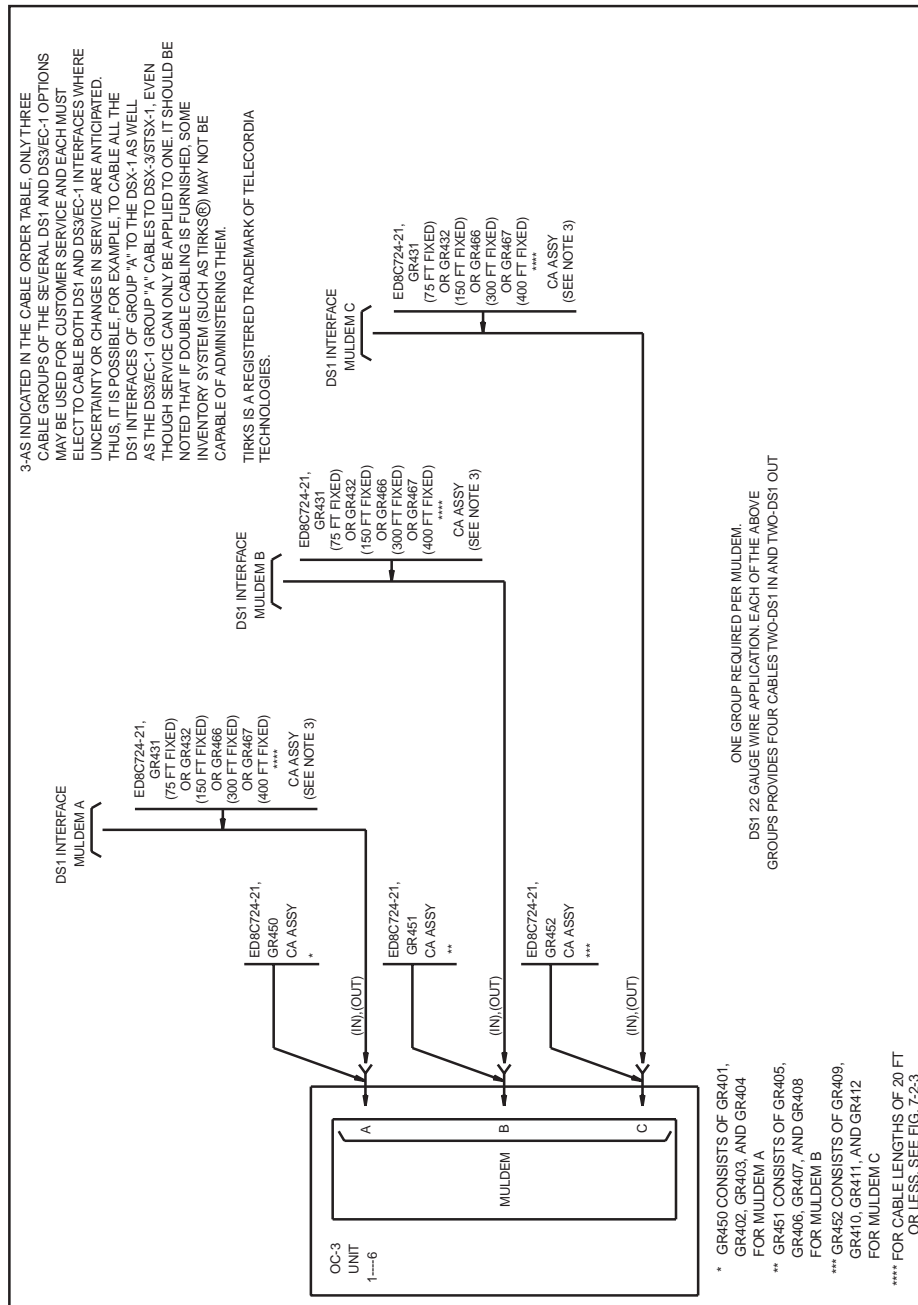 3-AS INDICATED IN THE CABLE ORDER TABLE, ONLY THREE
CABLE GROUPS OF THE SEVERAL DS1 AND DS3/EC-1 OPTIONS
MAY BE USED FOR CUSTOMER SERVICE AND EACH MUST
ELECT TO CABLE BOTH DS1 AND DS3/EC-1 INTERFACES WHERE
UNCERTAINTY OR CHANGES IN SERVICE ARE ANTICIPATED.
THUS, IT IS POSSIBLE, FOR EXAMPLE, TO CABLE ALL THE
DS1 INTERFACES OF GROUP "A" TO THE DSX-1 AS WELL
AS THE DS3/EC-1 GROUP "A" CABLES TO DSX-3/STSX-1, EVEN
THOUGH SERVICE CAN ONLY BE APPLIED TO ONE. IT SHOULD BE
NOTED THAT IF DOUBLE CABLING IS FURNISHED, SOME
INVENTORY SYSTEM (SUCH AS TIRKS®) MAY NOT BE
CAPABLE OF ADMINISTERING THEM.
TIRKS IS A REGISTERED TRADEMARK OF TELECORDIA
TECHNOLOGIES.
DS1 INTERFACE
MULDEM A
ED8C724-21,
GR431
(75 FT FIXED)
OR GR432
(150 FT FIXED)
OR GR466
(300 FT FIXED)
OR GR467
(400 FT FIXED)
****
CA ASSY
(SEE NOTE 3)
DS1 INTERFACE
MULDEM B
ED8C724-21,
GR431
(75 FT FIXED)
OR GR432
(150 FT FIXED)
OR GR466
(300 FT FIXED)
OR GR467
(400 FT FIXED)
****
CA ASSY
(SEE NOTE 3)
DS1 INTERFACE
MULDEM C
ED8C724-21,
GR431
(75 FT FIXED)
OR GR432
(150 FT FIXED)
OR GR466
(300 FT FIXED)
OR GR467
(400 FT FIXED)
****
CA ASSY
(SEE NOTE 3)
ED8C724-21,
GR450
CA ASSY
*
(IN),(OUT)
ED8C724-21,
GR451
CA ASSY
**
(IN),(OUT)
ED8C724-21,
GR452
CA ASSY
***
(IN),(OUT)
OC-3
UNIT
1----6
MULDEM
A
B
C
ONE GROUP REQUIRED PER MULDEM.
DS1 22 GAUGE WIRE APPLICATION. EACH OF THE ABOVE
GROUPS PROVIDES FOUR CABLES TWO-DS1 IN AND TWO-DS1 OUT
* GR450 CONSISTS OF GR401,
GR402, GR403, AND GR404
FOR MULDEM A
** GR451 CONSISTS OF GR405,
GR406, GR407, AND GR408
FOR MULDEM B
*** GR452 CONSISTS OF GR409,
GR410, GR411, AND GR412
FOR MULDEM C
**** FOR CABLE LENGTHS OF 20 FT
OR LESS, SEE FIG. 7-2-3